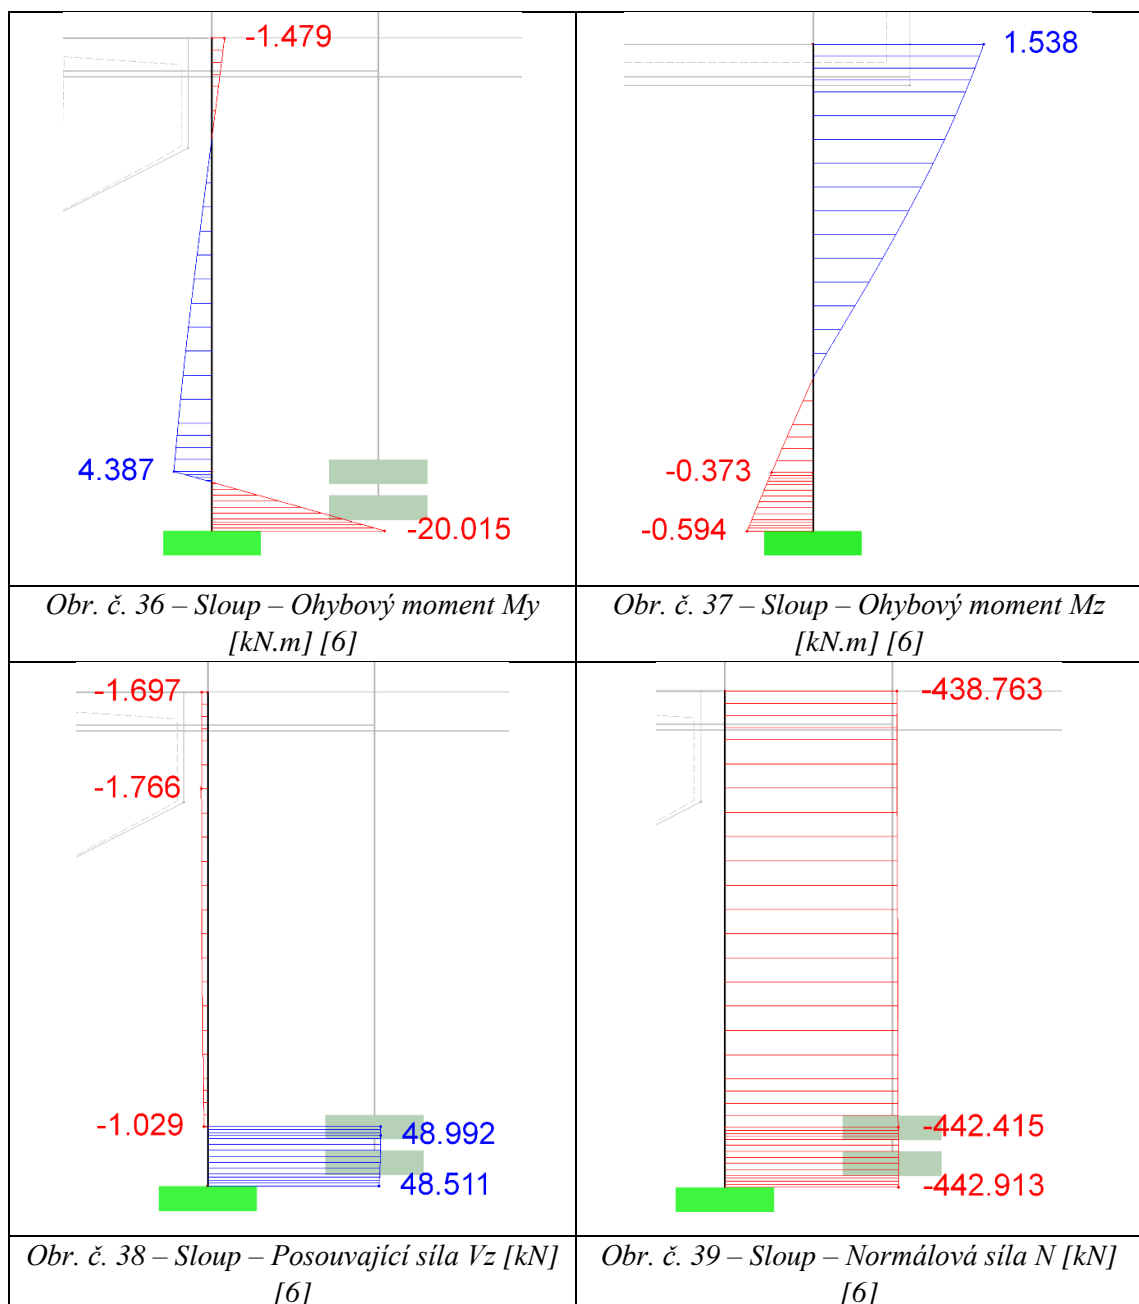 -1.479
4.387
-20.015
1.538
-0.373
-0.594
Obr. č. 36 – Sloup – Ohybový moment My
[kN.m] [6]
Obr. č. 37 – Sloup – Ohybový moment Mz
[kN.m] [6]
-1.697
-1.766
-1.029
48.992
48.511
-438.763
-442.415
-442.913
Obr. č. 38 – Sloup – Posouvající síla Vz [kN]
[6]
Obr. č. 39 – Sloup – Normálová síla N [kN]
[6]